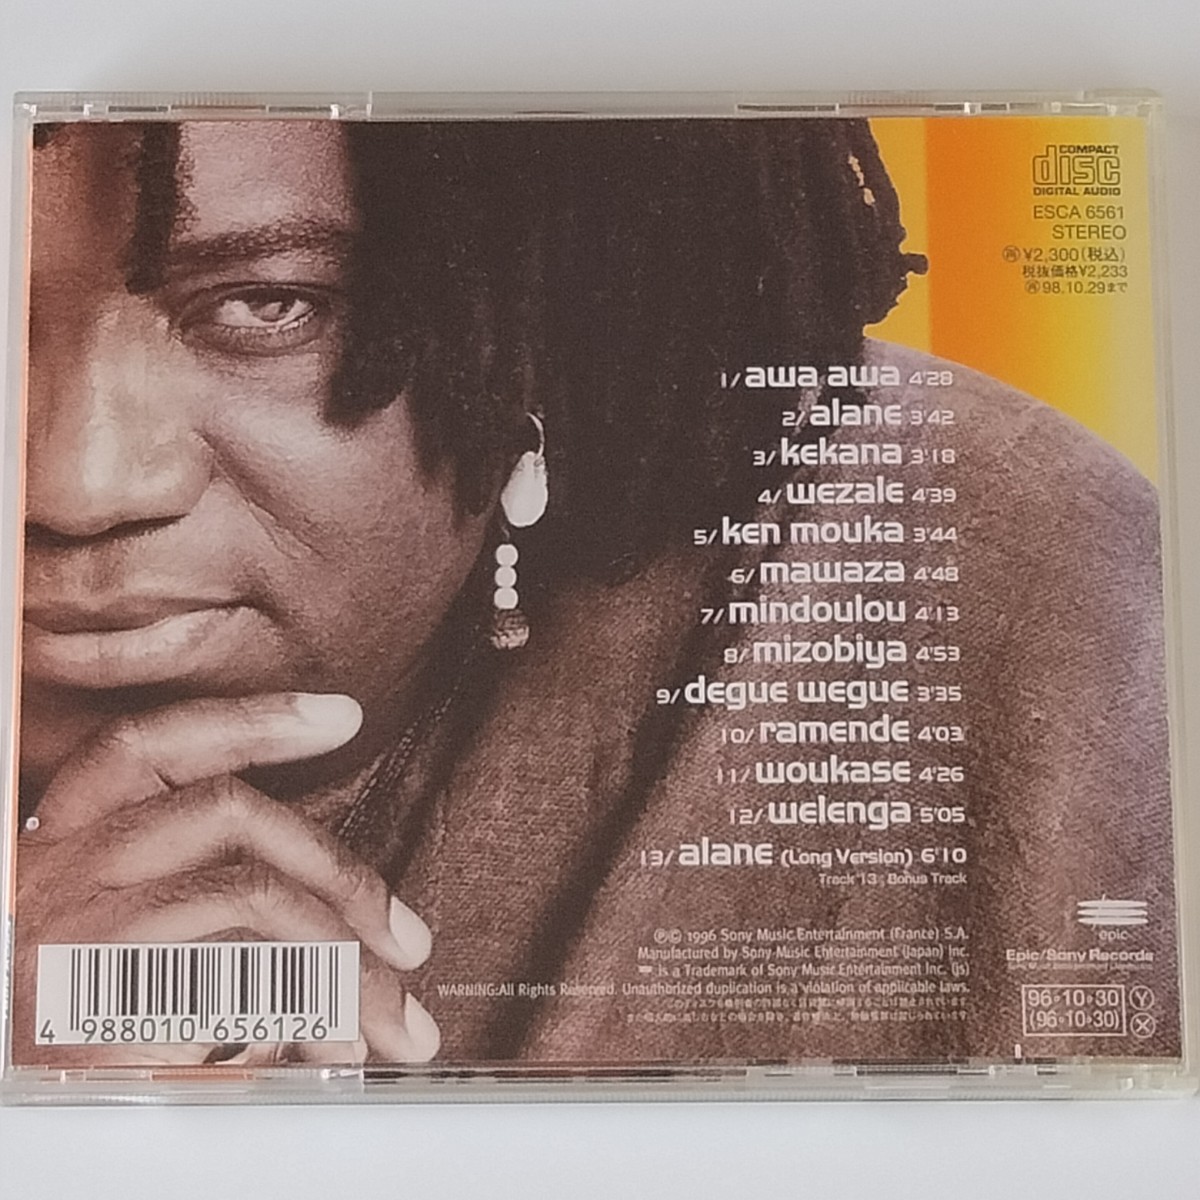 COMPACT
disc
DIGITAL AUDIO
ESCA 6561
STEREO
㋐¥2,300(税込)
税抜価格¥2,233
㋐98.10.29まで
1/awa awa 4'28
2/alane 3'42
3/kekana 3'18
4/wezale 4'39
5/ken mouka 3'44
6/mawaza 4'48
7/mindoulou 4'13
8/mizobiya 4'53
9/degue wegue 3'35
10/ramende 4'03
11/woukase 4'26
12/welenga 5'05
13/alane (Long Version) 6'10
Track 13 : Bonus Track
℗© 1996 Sony Music Entertainment (France) S.A.
Manufactured by Sony Music Entertainment (Japan) Inc.
is a Trademark of Sony Music Entertainment Inc. (js)
WARNING:All Rights Reserved. Unauthorized duplication is a violation of applicable laws.
epic
Epic/Sony Records
96・10・30 Ⓨ
(96・10・30) Ⓧ
4 988010 656126